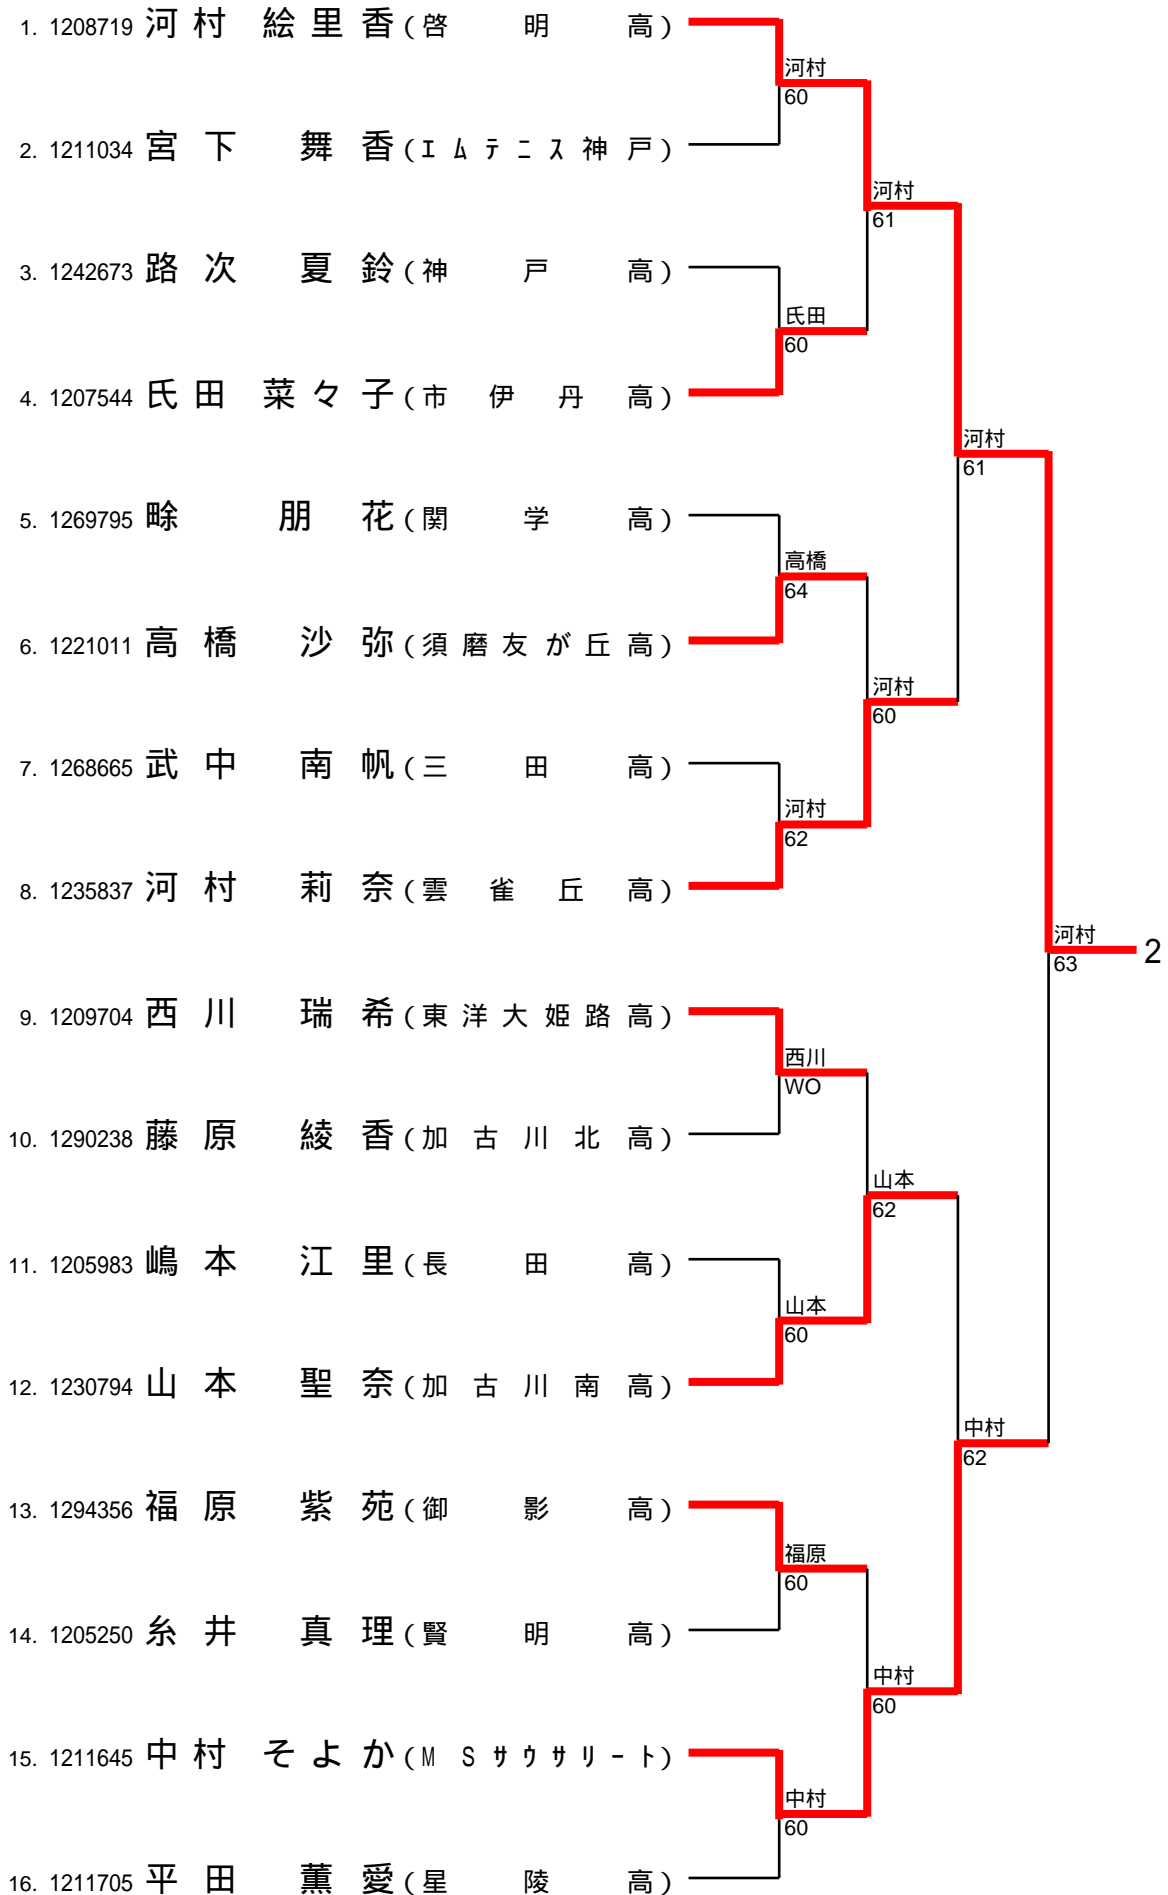 1. 1208719 河村 絵里香(啓明高)
河村
60
2. 1211034 宮下 舞香(エムテニス神戸)
河村
61
3. 1242673 路次 夏鈴(神戸高)
氏田
60
4. 1207544 氏田 菜々子(市伊丹高)
河村
61
5. 1269795 畭 朋花(関学高)
高橋
64
6. 1221011 高橋 沙弥(須磨友が丘高)
河村
60
7. 1268665 武中 南帆(三田高)
河村
62
8. 1235837 河村 莉奈(雲雀丘高)
河村
63
2
9. 1209704 西川 瑞希(東洋大姫路高)
西川
WO
10. 1290238 藤原 綾香(加古川北高)
山本
62
11. 1205983 嶋本 江里(長田高)
山本
60
12. 1230794 山本 聖奈(加古川南高)
中村
62
13. 1294356 福原 紫苑(御影高)
福原
60
14. 1205250 糸井 真理(賢明高)
中村
60
15. 1211645 中村 そよか(MSサウサリート)
中村
60
16. 1211705 平田 薫愛(星陵高)